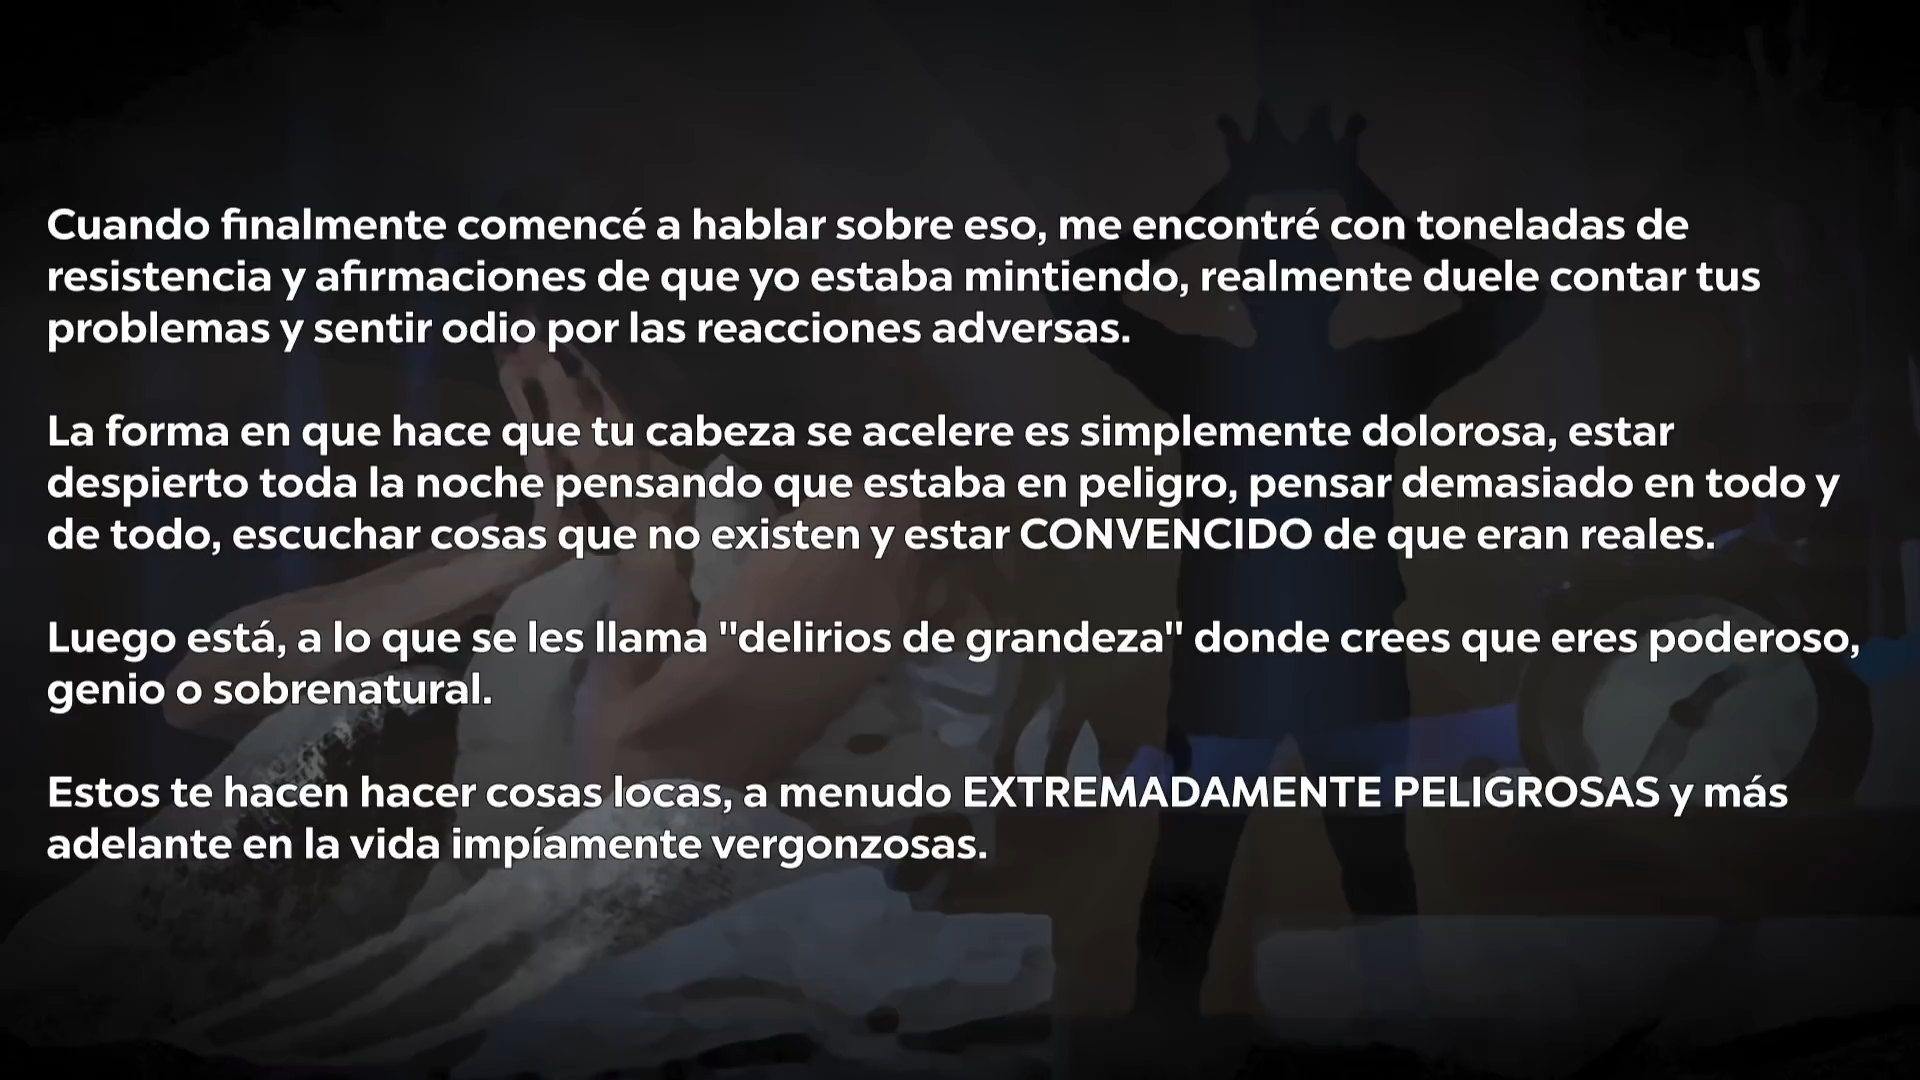 Cuando finalmente comencé a hablar sobre eso, me encontré con toneladas de
resistencia y afirmaciones de que yo estaba mintiendo, realmente duele contar tus
problemas y sentir odio por las reacciones adversas.
La forma en que hace que tu cabeza se acelere es simplemente dolorosa, estar
despierto toda la noche pensando que estaba en peligro, pensar demasiado en todo y
de todo, escuchar cosas que no existen y estar CONVENCIDO de que eran reales.
Luego está, a lo que se les llama "delirios de grandeza" donde crees que eres poderoso,
genio o sobrenatural.
Estos te hacen hacer cosas locas, a menudo EXTREMADAMENTE PELIGROSAS y más
adelante en la vida impíamente vergonzosas.